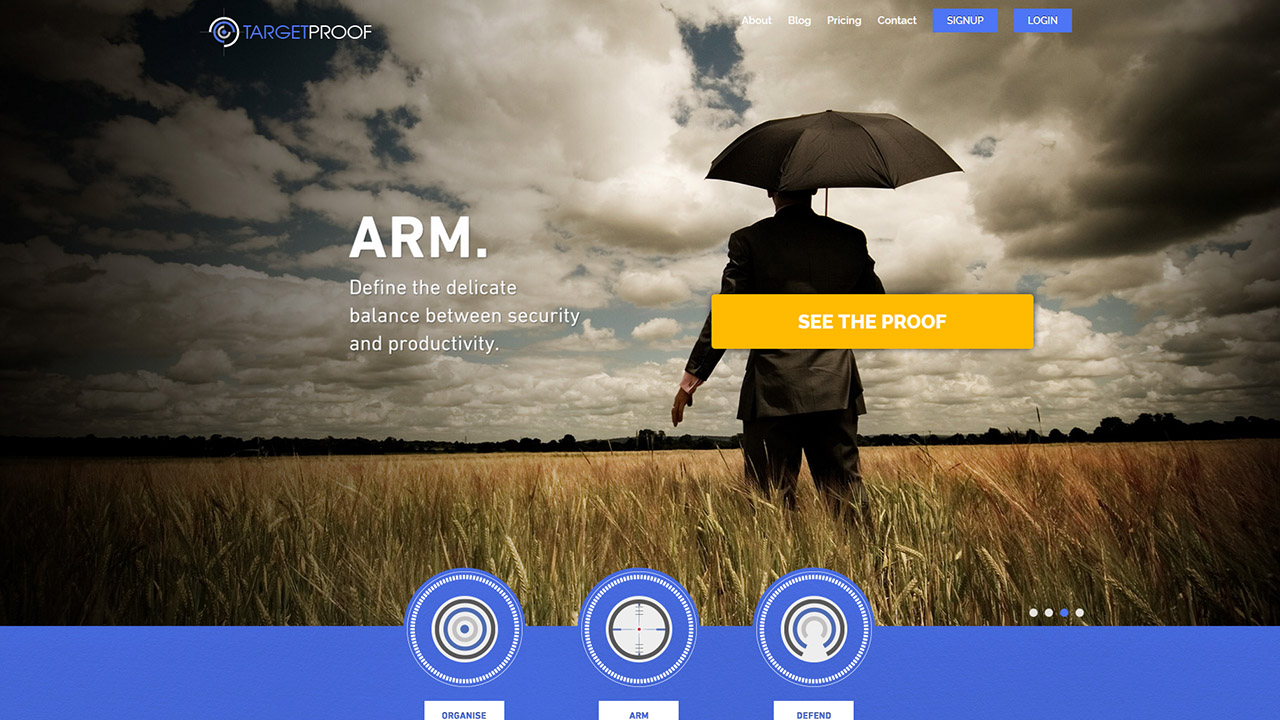 TARGETPROOF
About Blog Pricing Contact SIGNUP LOGIN
ARM.
Define the delicate
balance between security
and productivity.
SEE THE PROOF
ORGANISE ARM DEFEND